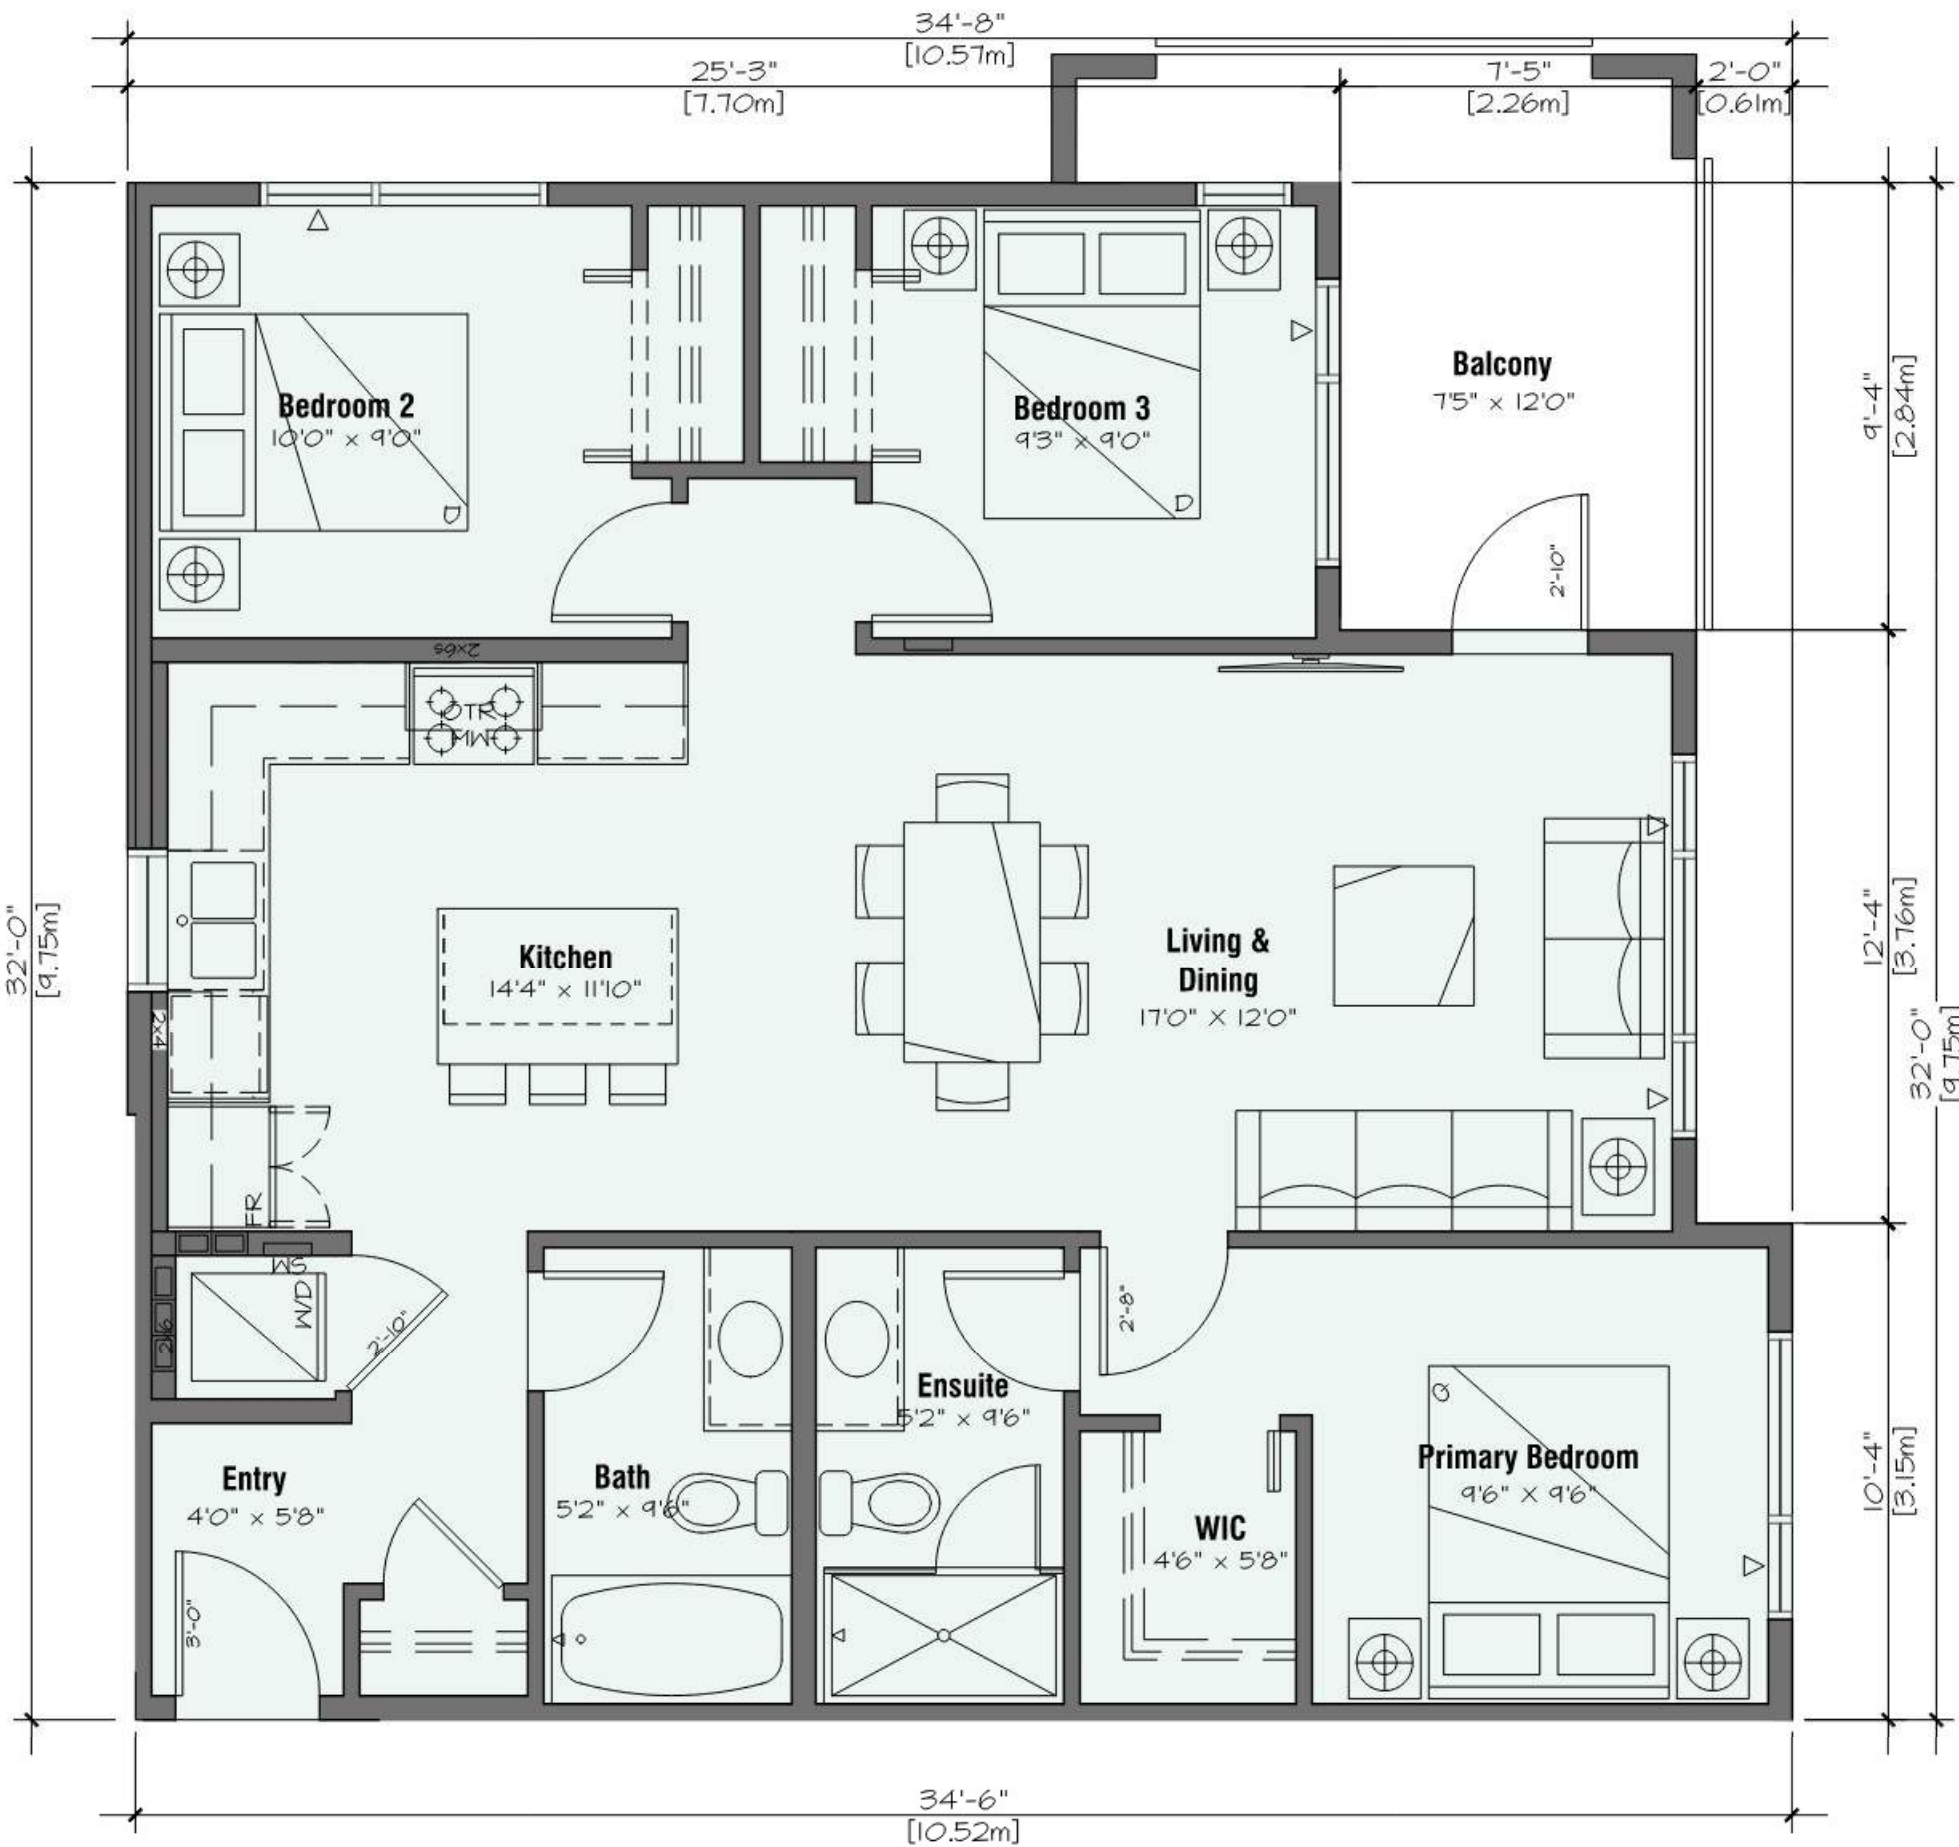 34'-8"
[10.57m]
25'-3"
[7.70m]
7'-5"
[2.26m]
2'-0"
[0.61m]
Bedroom 2
10'0" x 9'0"
D
Bedroom 3
9'3" x 9'0"
D
Balcony
7'5" x 12'0"
2'-10"
9'-4"
[2.84m]
2x6s
OTR
MW
32'-0"
[9.75m]
2x4
Kitchen
14'4" x 11'10"
Living &
Dining
17'0" X 12'0"
12'-4"
[3.76m]
32'-0"
[9.75m]
FR
SM
W/D
2x6
2'-10"
2'-8"
Entry
4'0" x 5'8"
3'-0"
Bath
5'2" x 9'6"
Ensuite
5'2" x 9'6"
WIC
4'6" x 5'8"
Q
Primary Bedroom
9'6" X 9'6"
10'-4"
[3.15m]
34'-6"
[10.52m]